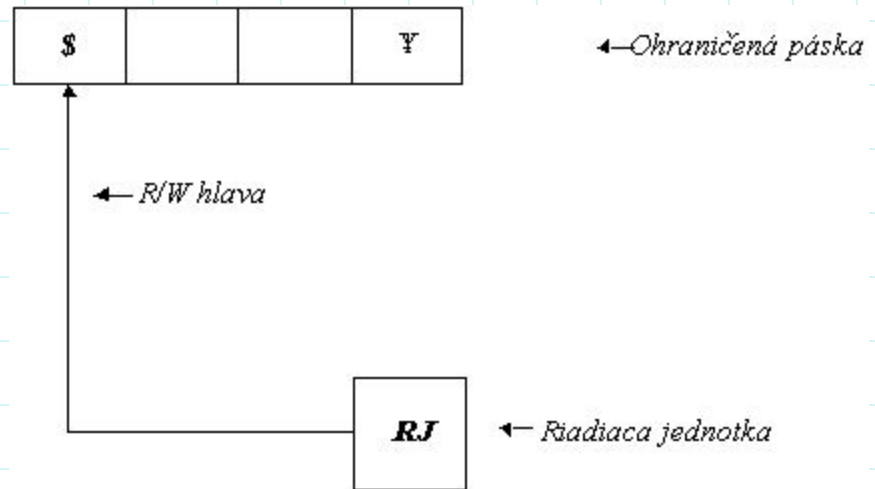 $ ¥ Ohraničená páska
R/W hlava
RJ Riadiaca jednotka